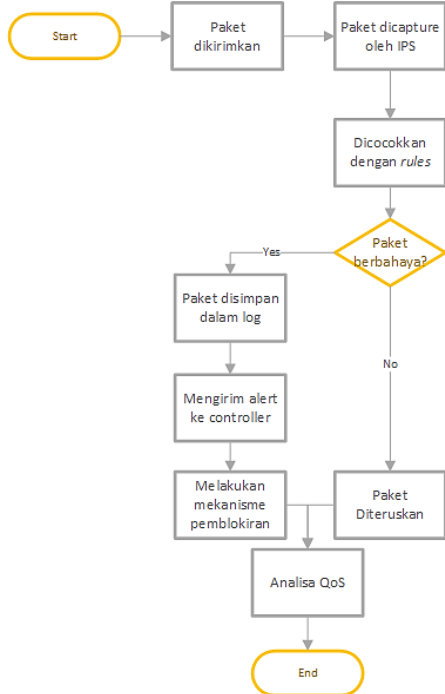 Start
Paket
dikirimkan
Paket dicapture
oleh IPS
Dicocokkan
dengan rules
Paket
berbahaya?
Yes
No
Paket disimpan
dalam log
Mengirim alert
ke controller
Melakukan
mekanisme
pemblokiran
Paket
Diteruskan
Analisa QoS
End